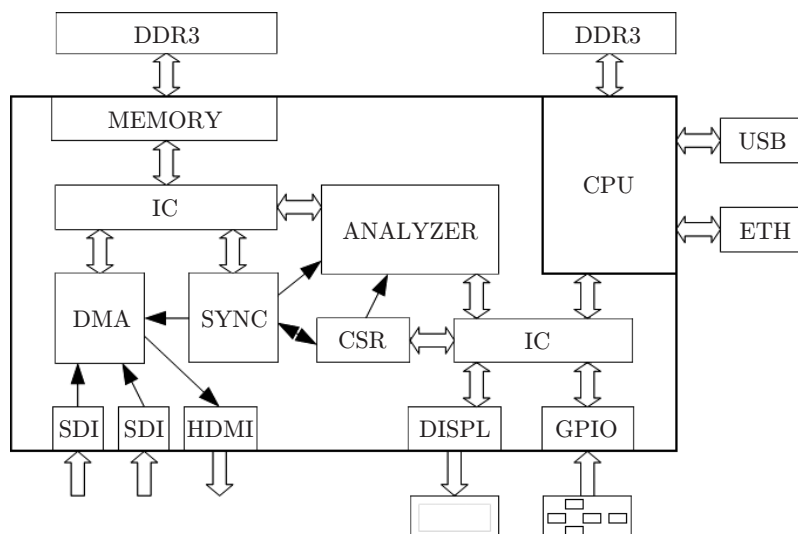 DDR3
DDR3
MEMORY
USB
CPU
IC
ETH
ANALYZER
DMA
SYNC
CSR
IC
SDI
SDI
HDMI
DISPL
GPIO